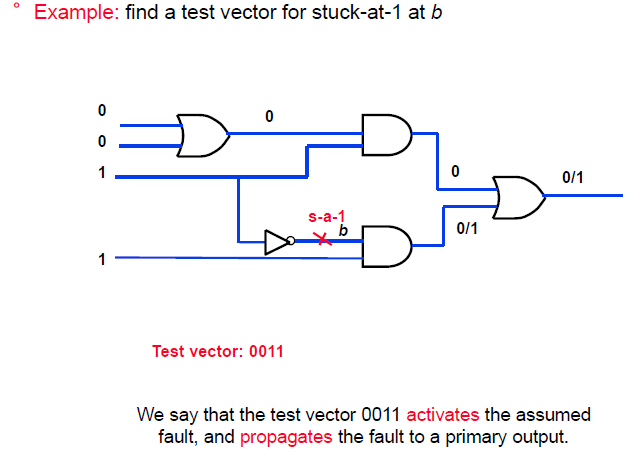 ° Example: find a test vector for stuck-at-1 at b
0
0
0
1
0
0/1
s-a-1
b
0/1
1
Test vector: 0011
We say that the test vector 0011 activates the assumed
fault, and propagates the fault to a primary output.